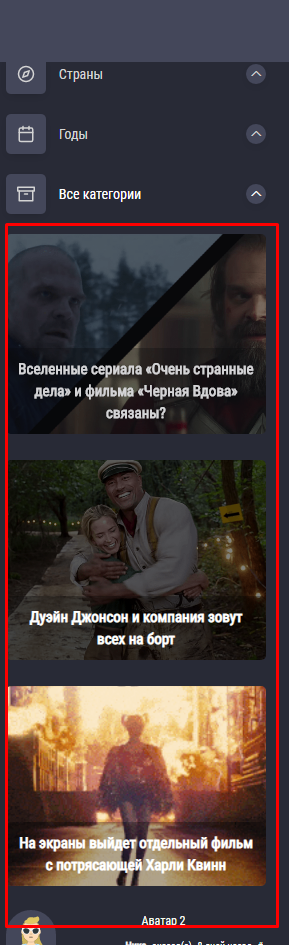 Страны
Годы
Все категории
Вселенные сериала «Очень странные
дела» и фильма «Черная Вдова»
связаны?
Дуэйн Джонсон и компания зовут
всех на борт
На экраны выйдет отдельный фильм
с потрясающей Харли Квинн
Аватар 2